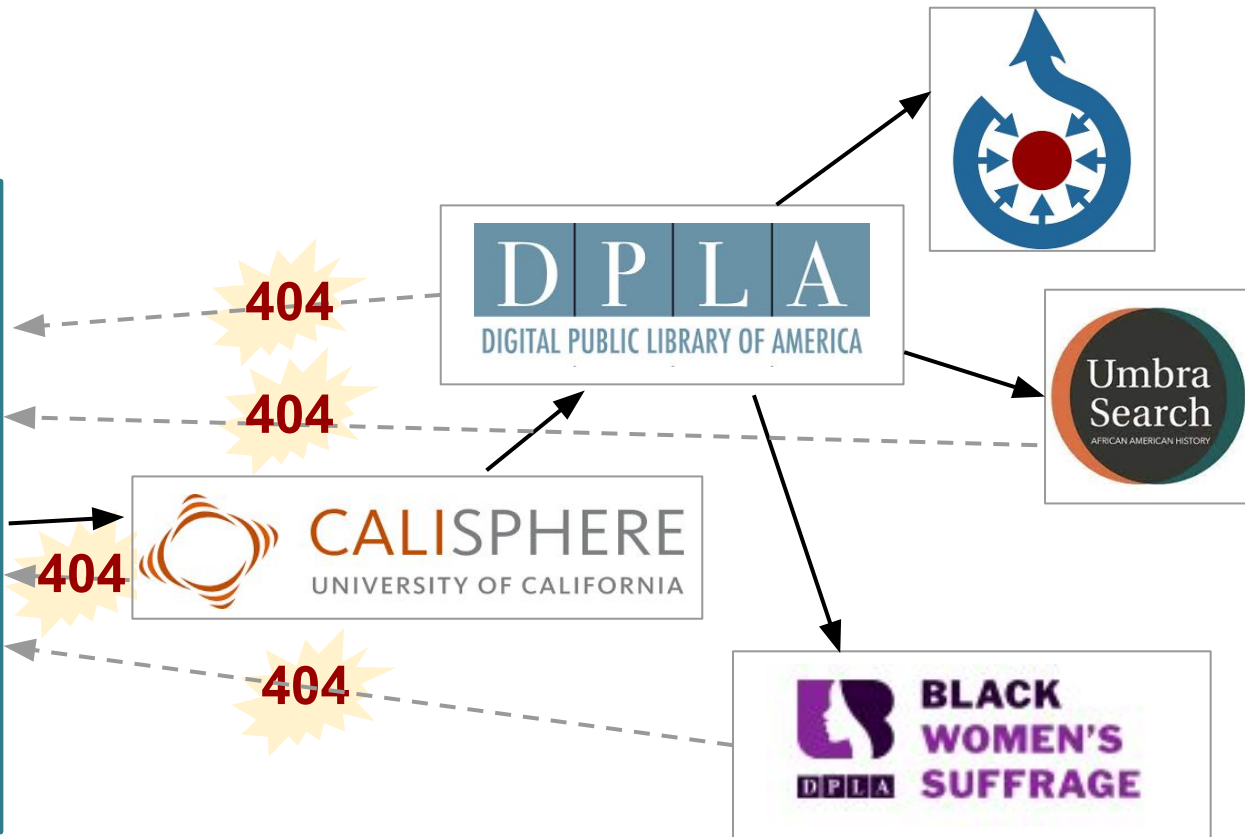 D P L A
DIGITAL PUBLIC LIBRARY OF AMERICA
404
Umbra
Search
AFRICAN AMERICAN HISTORY
404
CALISPHERE
UNIVERSITY OF CALIFORNIA
404
404
BLACK
WOMEN'S
SUFFRAGE
DPLA